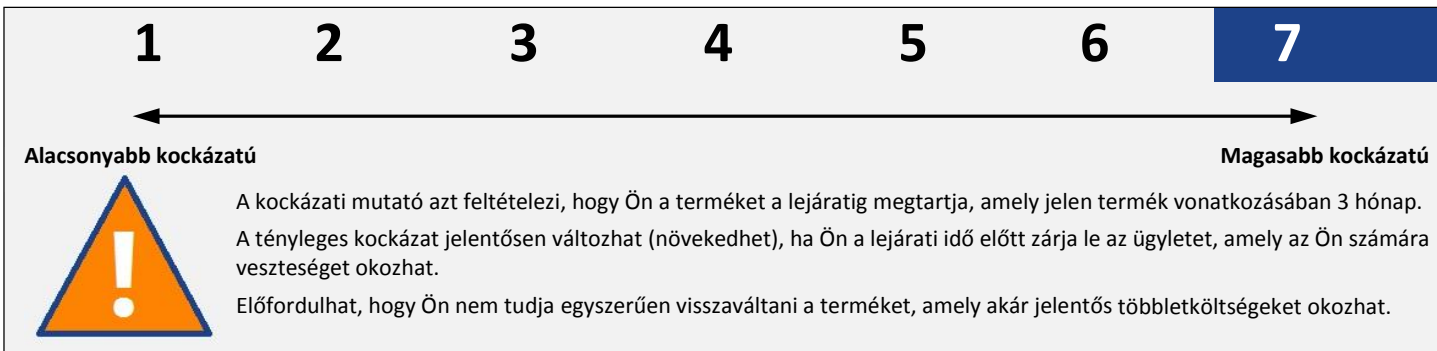 1 2 3 4 5 6 7
Alacsonyabb kockázatú Magasabb kockázatú
A kockázati mutató azt feltételezi, hogy Ön a terméket a lejáratig megtartja, amely jelen termék vonatkozásában 3 hónap.
A tényleges kockázat jelentősen változhat (növekedhet), ha Ön a lejárati idő előtt zárja le az ügyletet, amely az Ön számára
veszteséget okozhat.
Előfordulhat, hogy Ön nem tudja egyszerűen visszaváltani a terméket, amely akár jelentős többletköltségeket okozhat.